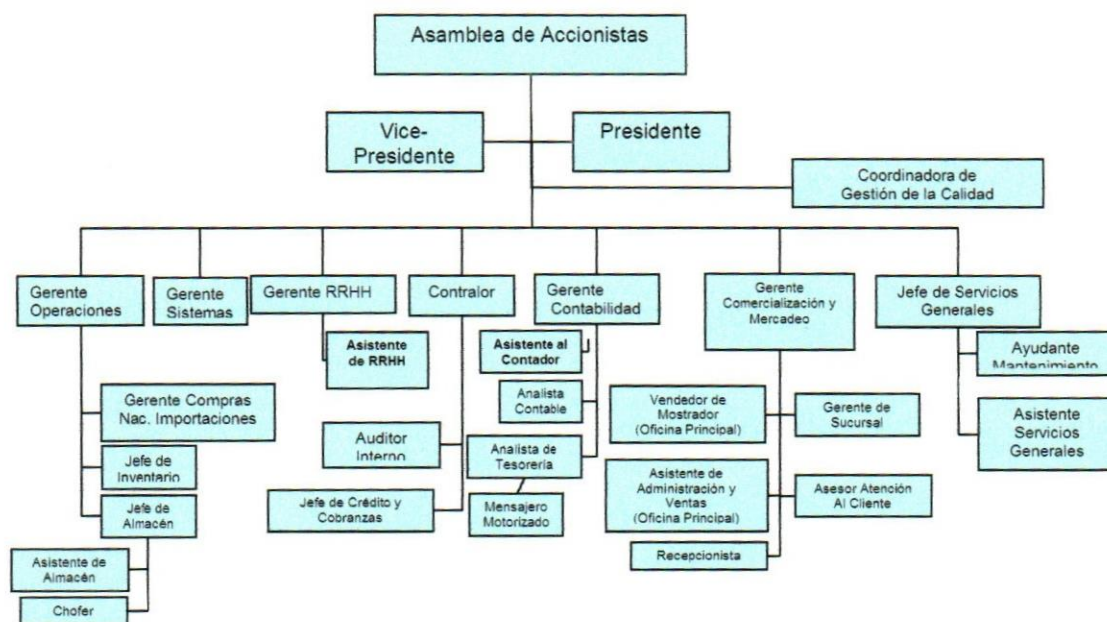 Asamblea de Accionistas
Vice-
Presidente
Presidente
Coordinadora de
Gestión de la Calidad
Gerente
Operaciones
Gerente
Sistemas
Gerente RRHH
Contralor
Gerente
Contabilidad
Gerente
Comercialización y
Mercadeo
Jefe de Servicios
Generales
Asistente
de RRHH
Asistente al
Contador
Ayudante
Mantenimiento
Gerente Compras
Nac. Importaciones
Analista
Contable
Vendedor de
Mostrador
(Oficina Principal)
Gerente de
Sucursal
Asistente
Servicios
Generales
Auditor
Interno
Analista de
Tesorería
Jefe de
Inventario
Asistente de
Administración y
Ventas
(Oficina Principal)
Asesor Atención
Al Cliente
Jefe de
Almacén
Jefe de Crédito y
Cobranzas
Mensajero
Motorizado
Recepcionista
Asistente de
Almacén
Chofer